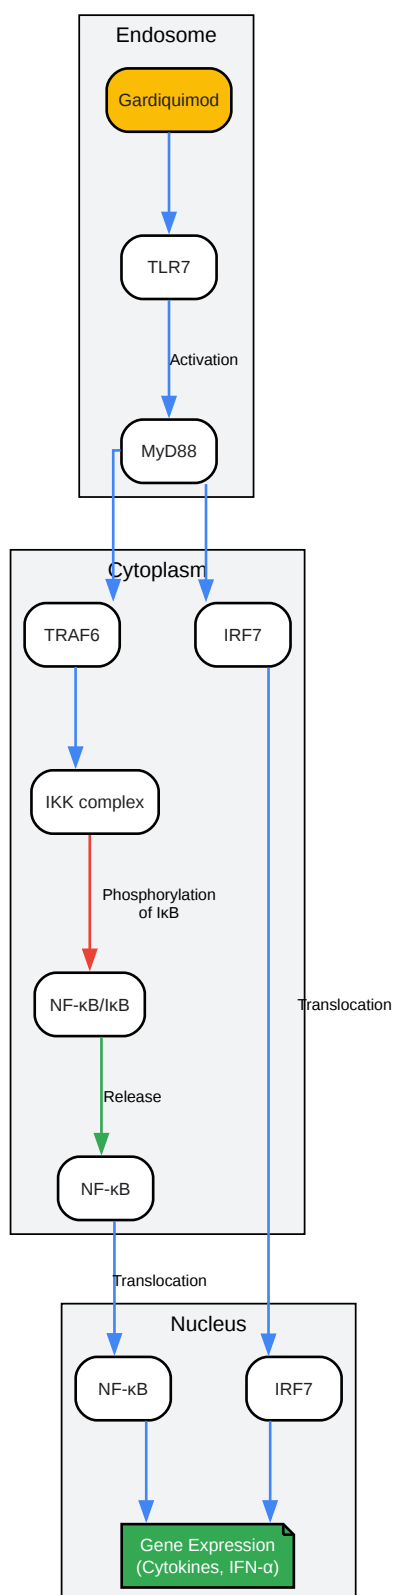 Endosome
Gardiquimod
TLR7
Activation
MyD88
Cytoplasm
TRAF6
IRF7
IKK complex
Phosphorylation
of IκB
NF-κB/IκB
Translocation
Release
NF-κB
Translocation
Nucleus
NF-κB
IRF7
Gene Expression
(Cytokines, IFN-α)